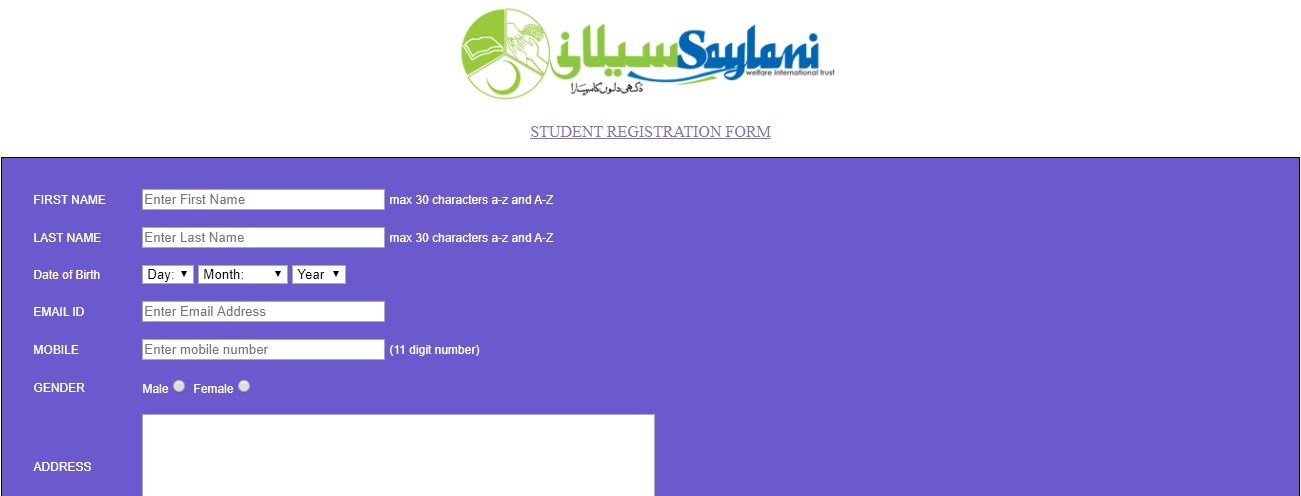 سیلانی Saylani
welfare international trust
دکھی دلوں کا سہارا
STUDENT REGISTRATION FORM
FIRST NAME Enter First Name max 30 characters a-z and A-Z
LAST NAME Enter Last Name max 30 characters a-z and A-Z
Date of Birth Day: Month: Year
EMAIL ID Enter Email Address
MOBILE Enter mobile number (11 digit number)
GENDER Male Female
ADDRESS